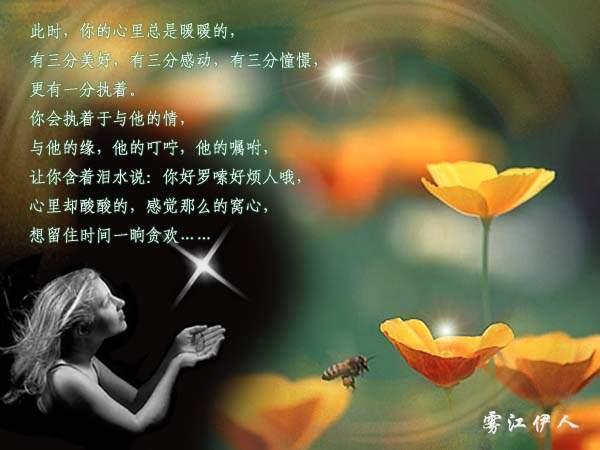 此时，你的心里总是暖暖的，
有三分美好，有三分感动，有三分憧憬，
更有一分执着。
你会执着于与他的情，
与他的缘，他的叮咛，他的嘱咐，
让你含着泪水说：你好罗嗦好烦人哦，
心里却酸酸的，感觉那么的窝心，
想留住时间一晌贪欢……
雾江伊人